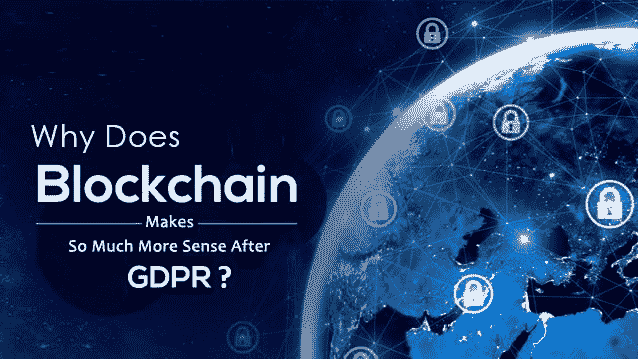 Why Does
Blockchain
Makes
So Much More Sense After
GDPR ?